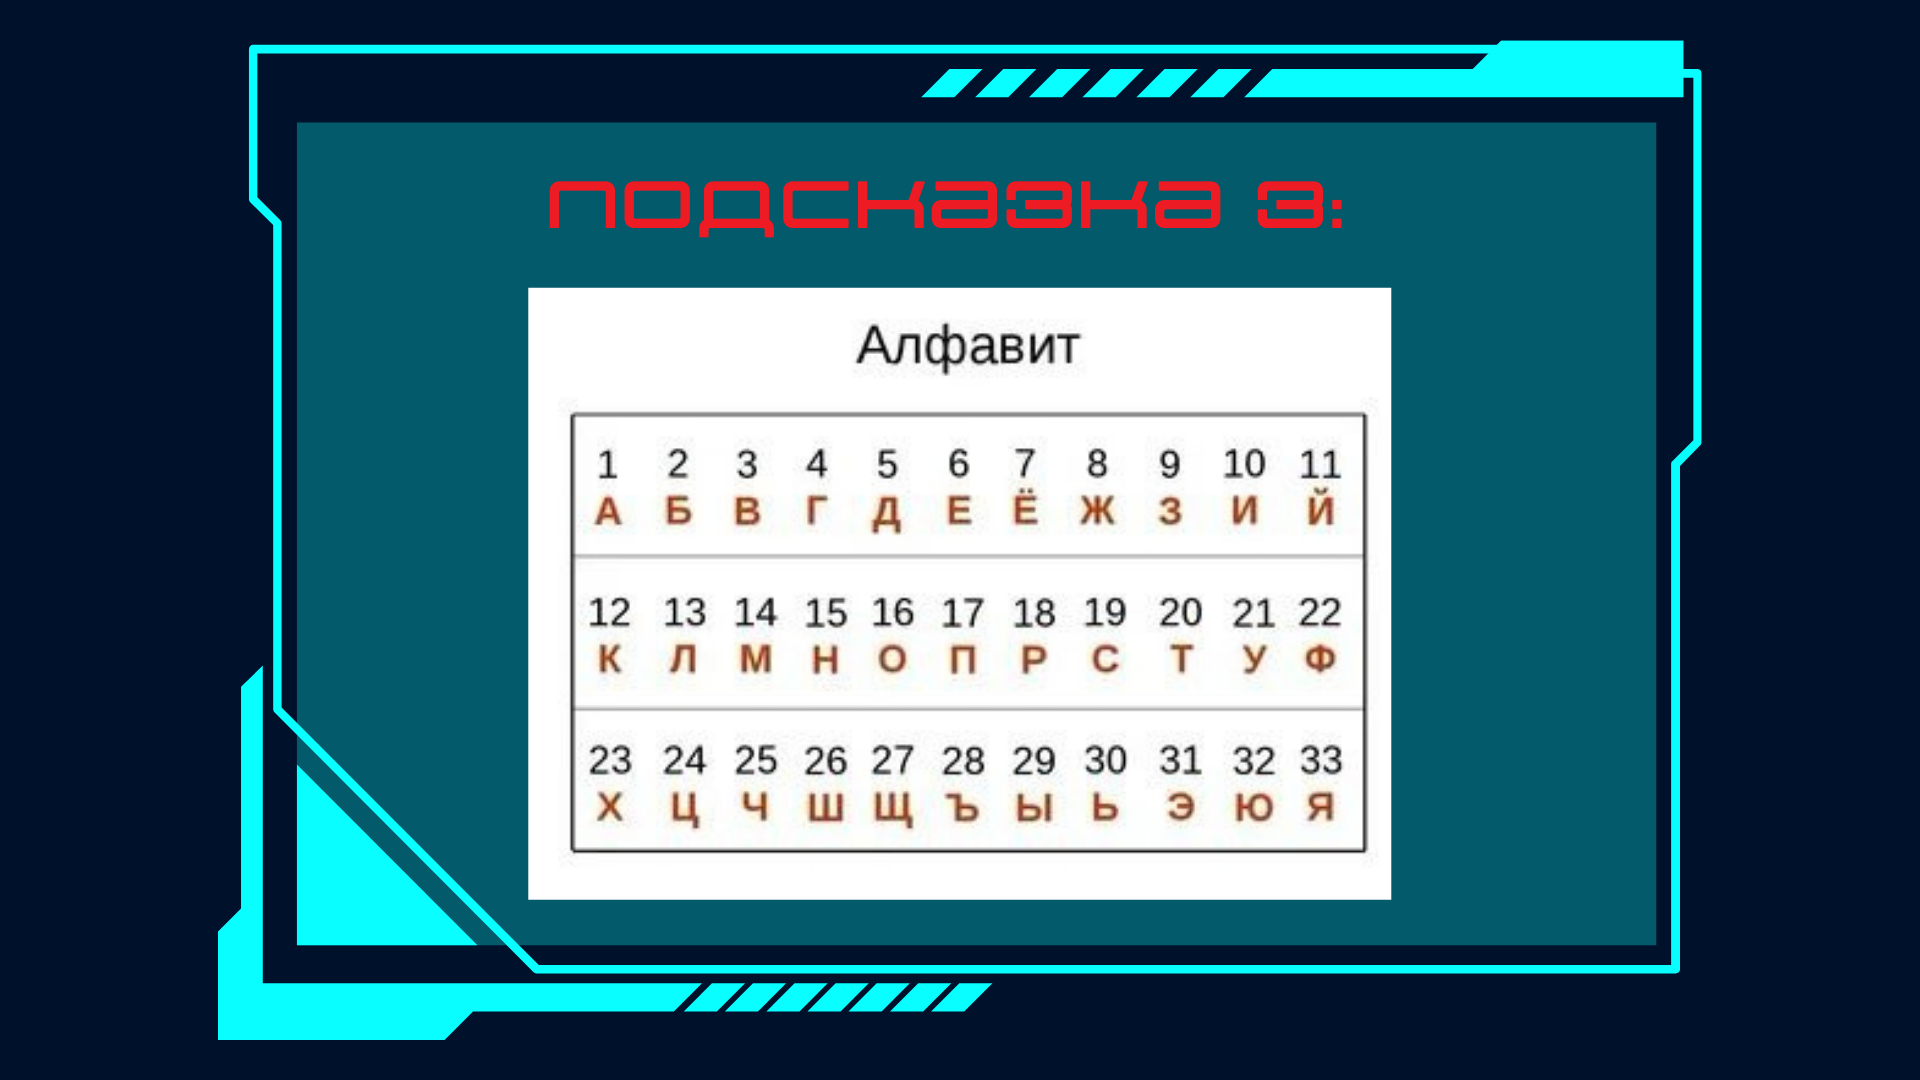 подсказка 3:
Алфавит
1 2 3 4 5 6 7 8 9 10 11
А Б В Г Д Е Ё Ж З И Й
12 13 14 15 16 17 18 19 20 21 22
К Л М Н О П Р С Т У Ф
23 24 25 26 27 28 29 30 31 32 33
Х Ц Ч Ш Щ Ъ Ы Ь Э Ю Я